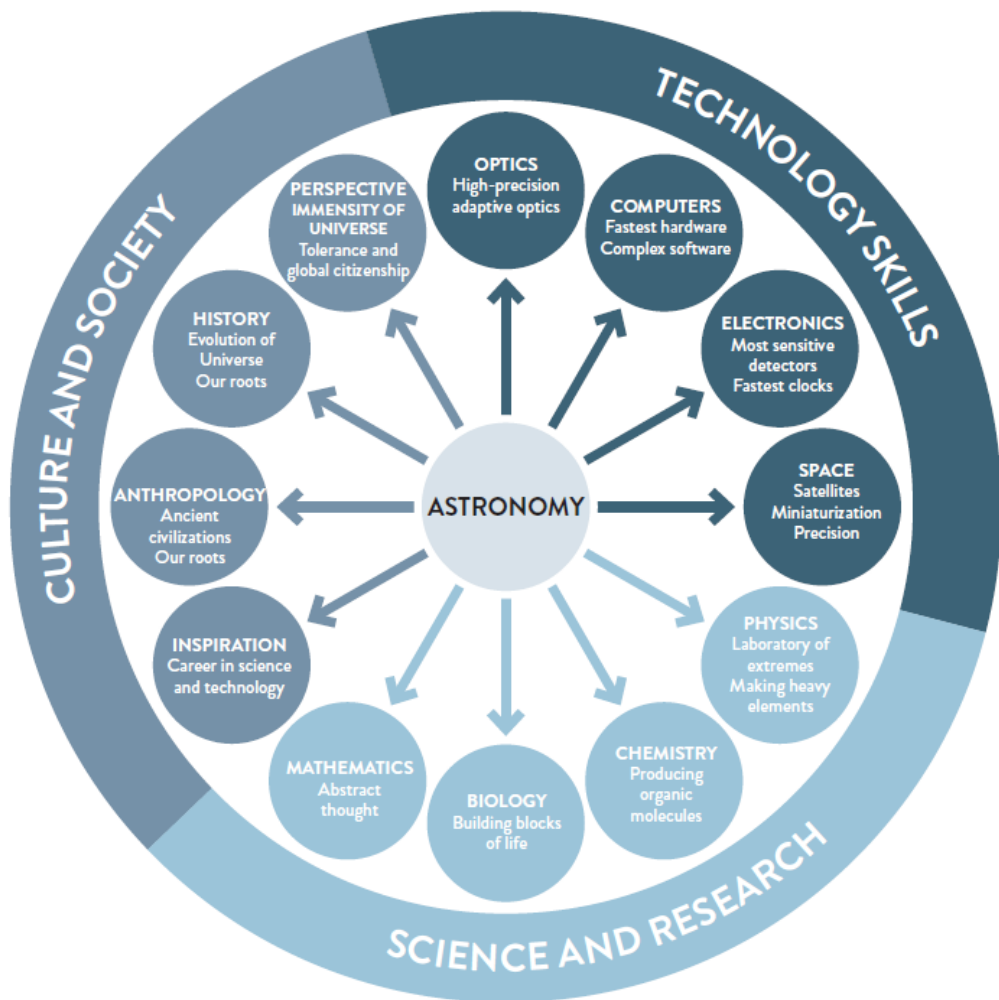 TECHNOLOGY SKILLS
CULTURE AND SOCIETY
SCIENCE AND RESEARCH
ASTRONOMY
OPTICS
High-precision
adaptive optics
COMPUTERS
Fastest hardware
Complex software
ELECTRONICS
Most sensitive
detectors
Fastest clocks
SPACE
Satellites
Miniaturization
Precision
PHYSICS
Laboratory of
extremes
Making heavy
elements
CHEMISTRY
Producing
organic
molecules
BIOLOGY
Building blocks
of life
MATHEMATICS
Abstract
thought
INSPIRATION
Career in science
and technology
ANTHROPOLOGY
Ancient
civilizations
Our roots
HISTORY
Evolution of
Universe
Our roots
PERSPECTIVE
IMMENSITY OF
UNIVERSE
Tolerance and
global citizenship